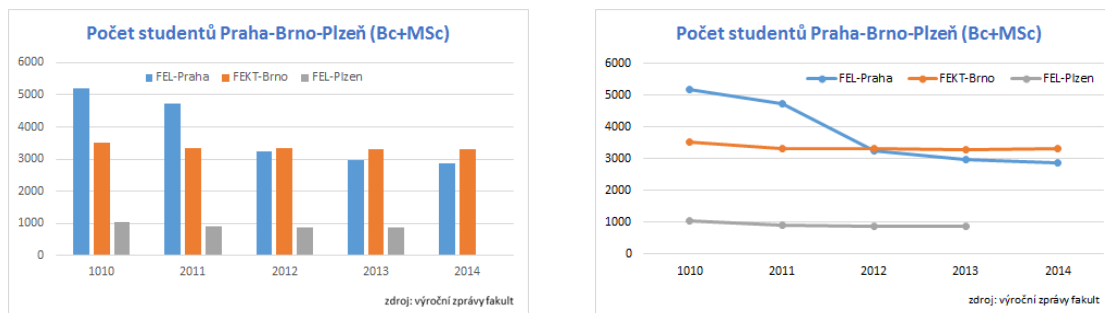 Počet studentů Praha-Brno-Plzeň (Bc+MSc)
6000
FEL-Praha FEKT-Brno FEL-Plzen
5000
4000
3000
2000
1000
0
1010 2011 2012 2013 2014
zdroj: výroční zprávy fakult
Počet studentů Praha-Brno-Plzeň (Bc+MSc)
6000
FEL-Praha FEKT-Brno FEL-Plzen
5000
4000
3000
2000
1000
0
1010 2011 2012 2013 2014
zdroj: výroční zprávy fakult